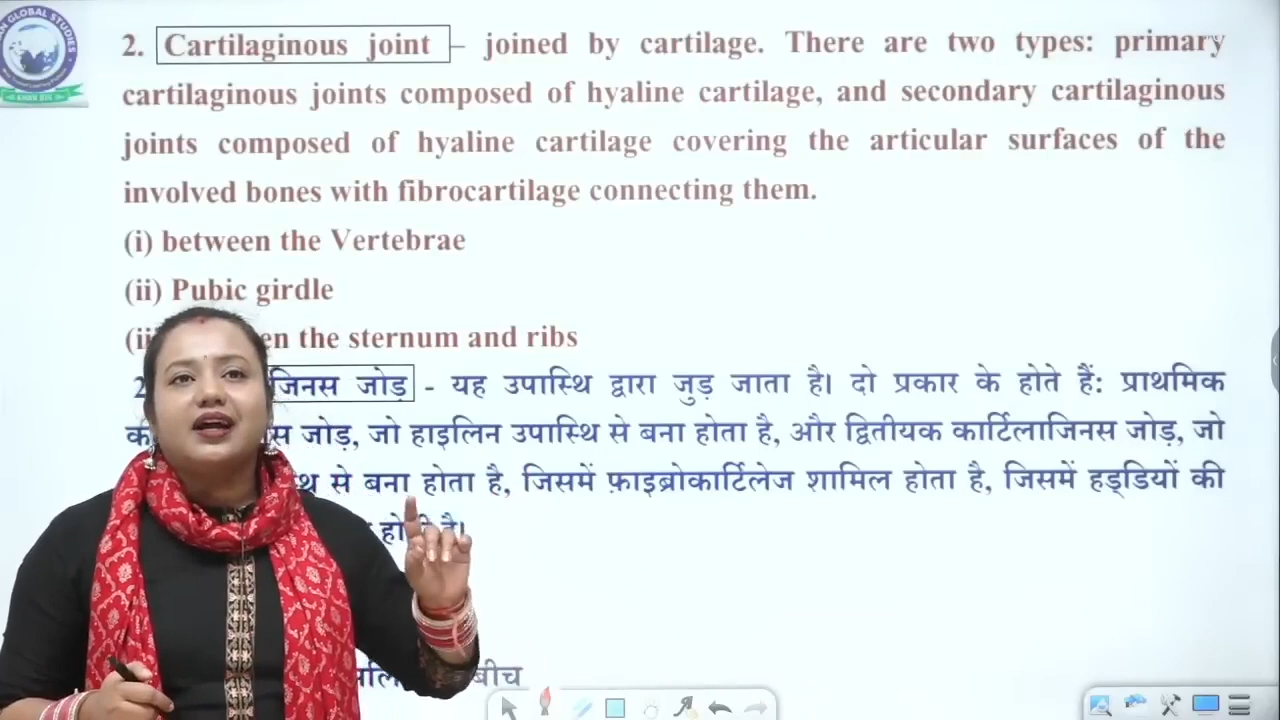 GLOBAL STUDIES
2. Cartilaginous joint – joined by cartilage. There are two types: primary
cartilaginous joints composed of hyaline cartilage, and secondary cartilaginous
joints composed of hyaline cartilage covering the articular surfaces of the
involved bones with fibrocartilage connecting them.
(i) between the Vertebrae
(ii) Pubic girdle
the sternum and ribs
जोड़ - यह उपास्थि द्वारा जुड़ जाता है। दो प्रकार के होते हैं: प्राथमिक
जोड़, जो हाइलिन उपास्थि से बना होता है, और द्वितीयक कार्टिलाजिनस जोड़, जो
से बना होता है, जिसमें फ़ाइब्रोकार्टिलेज शामिल होता है, जिसमें हड्डियों की
है।
बीच